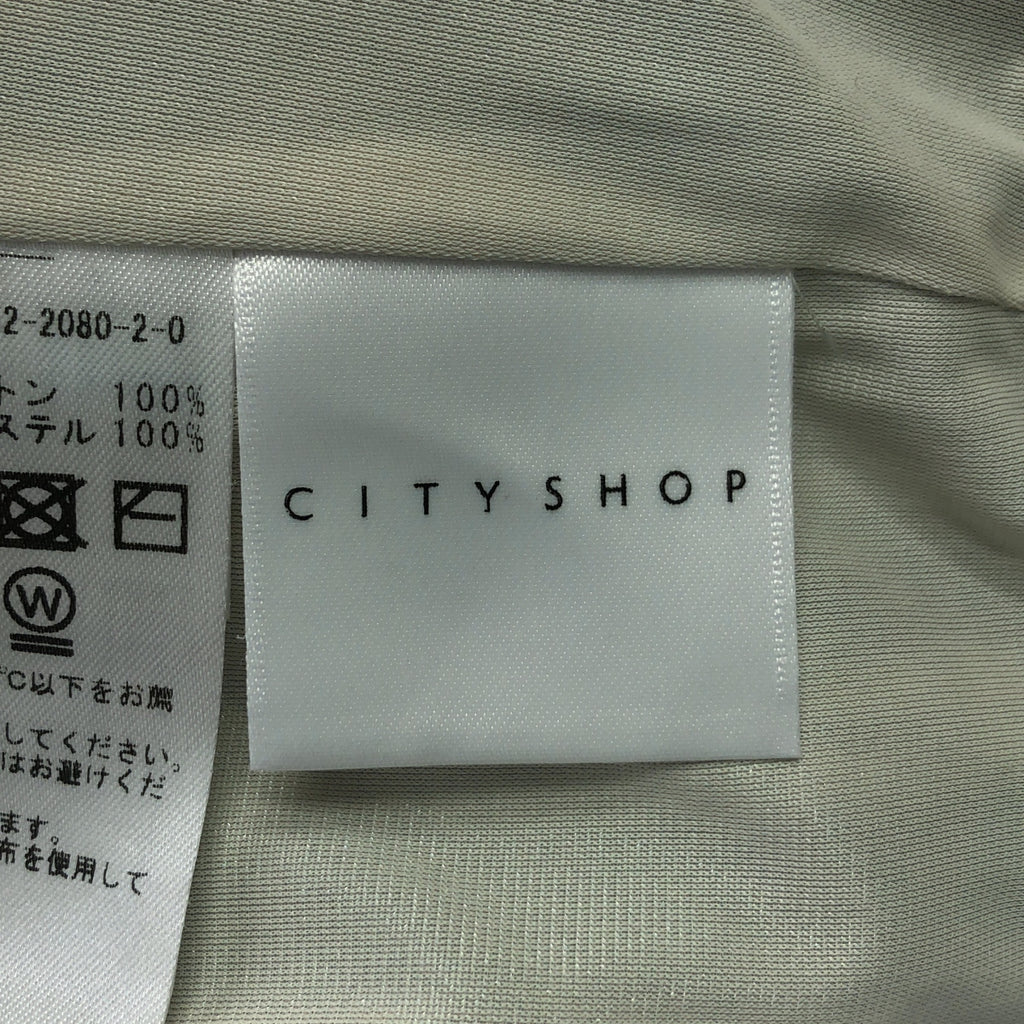 2-2080-2-0
トン 100%
ステル 100%
W
℃以下をお薦
してください。
はお避けくだ
ます。
布を使用して
CITY SHOP